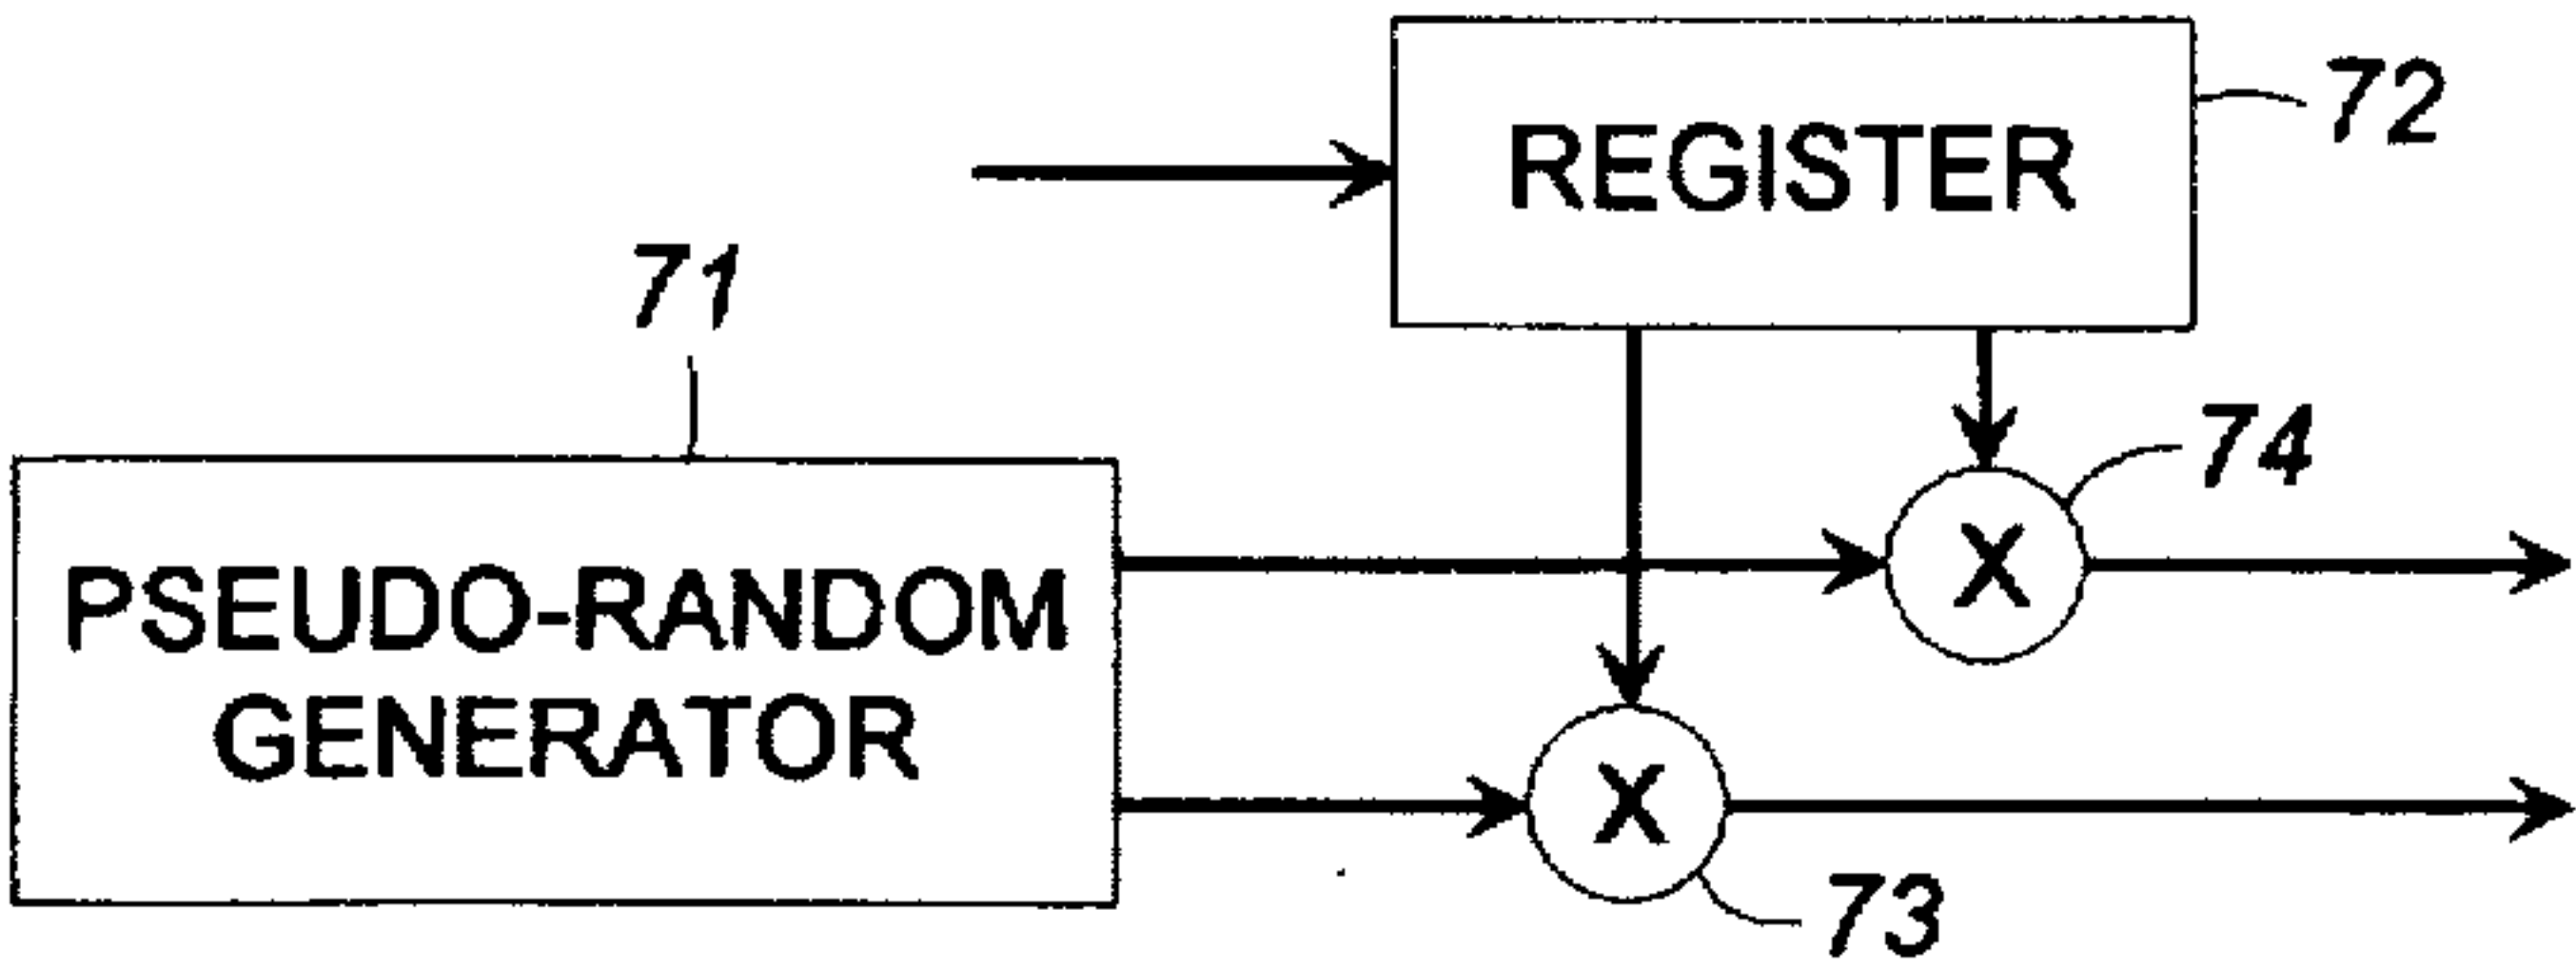 REGISTER
72
71
74
X
PSEUDO-RANDOM
GENERATOR
X
73